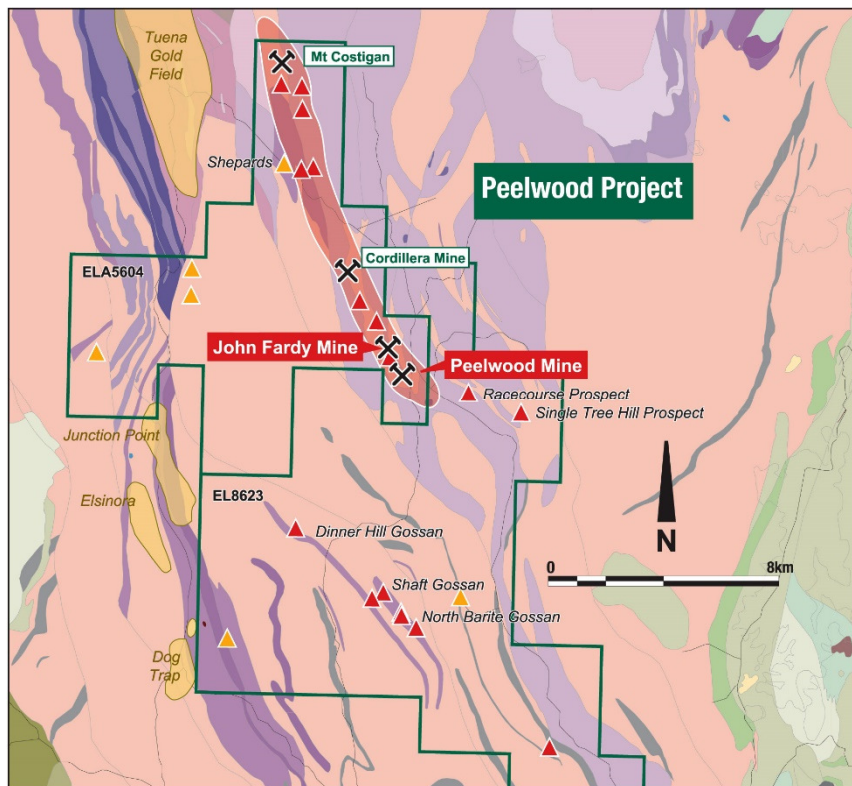 Tuena
Gold
Field
Mt Costigan
Shepards
Peelwood Project
Cordillera Mine
ELA5604
John Fardy Mine
Peelwood Mine
Racecourse Prospect
Single Tree Hill Prospect
Junction Point
Elsinora
EL8623
N
Dinner Hill Gossan
0
8km
Shaft Gossan
North Barite Gossan
Dog
Trap